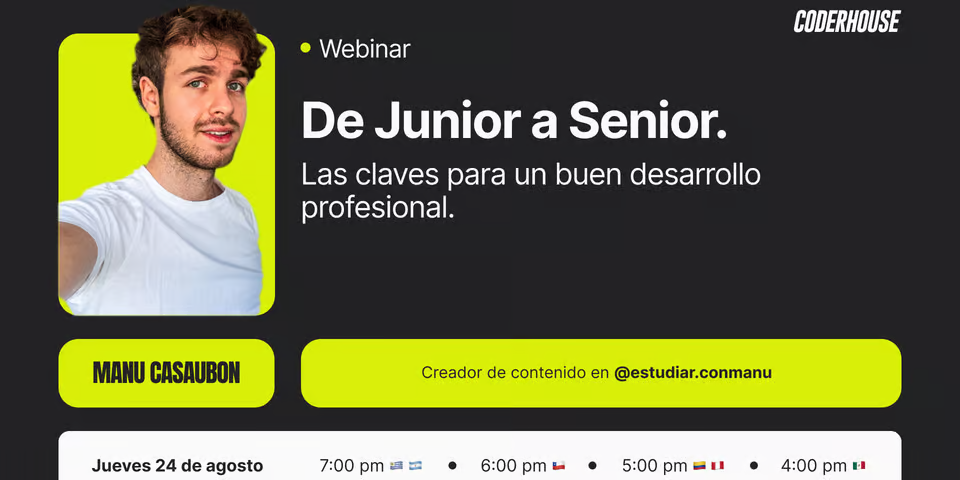 CODERHOUSE
Webinar
De Junior a Senior.
Las claves para un buen desarrollo
profesional.
MANU CASAUBON
Creador de contenido en @estudiar.conmanu
Jueves 24 de agosto 7:00 pm • 6:00 pm • 5:00 pm • 4:00 pm